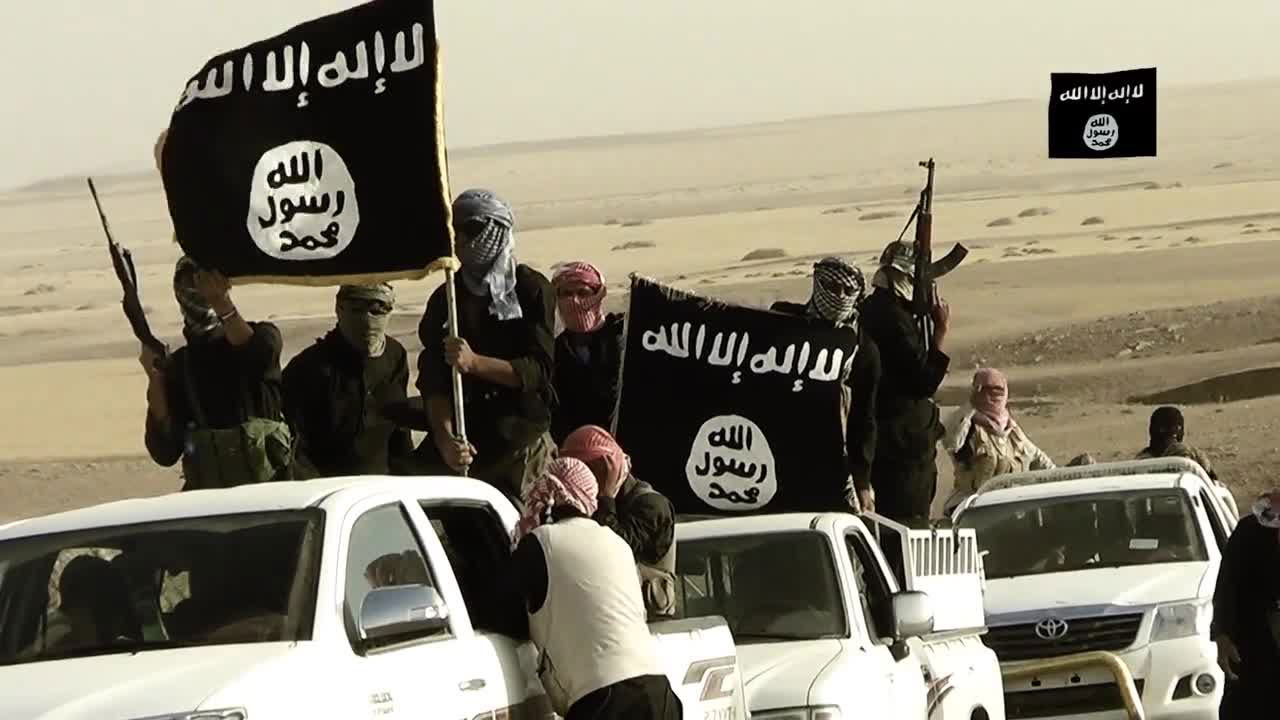 لا إله إلا الله
الله
رسول
محمد
لا إله إلا الله
الله
رسول
محمد
لا إله إلا الله
الله
رسول
محمد